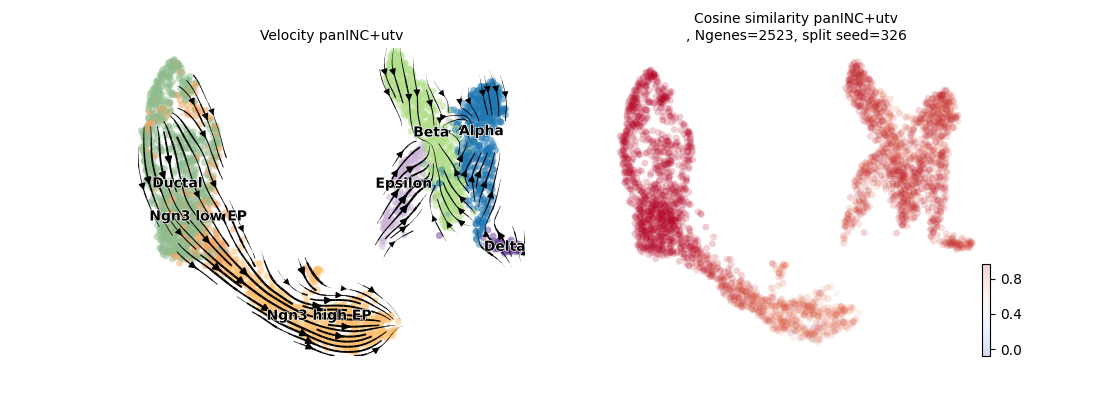 Velocity panINC+utv
Cosine similarity panINC+utv
, Ngenes=2523, split seed=326
Beta
Alpha
Ductal
Epsilon
Ngn3 low EP
Delta
Ngn3 high EP
0.8
0.4
0.0